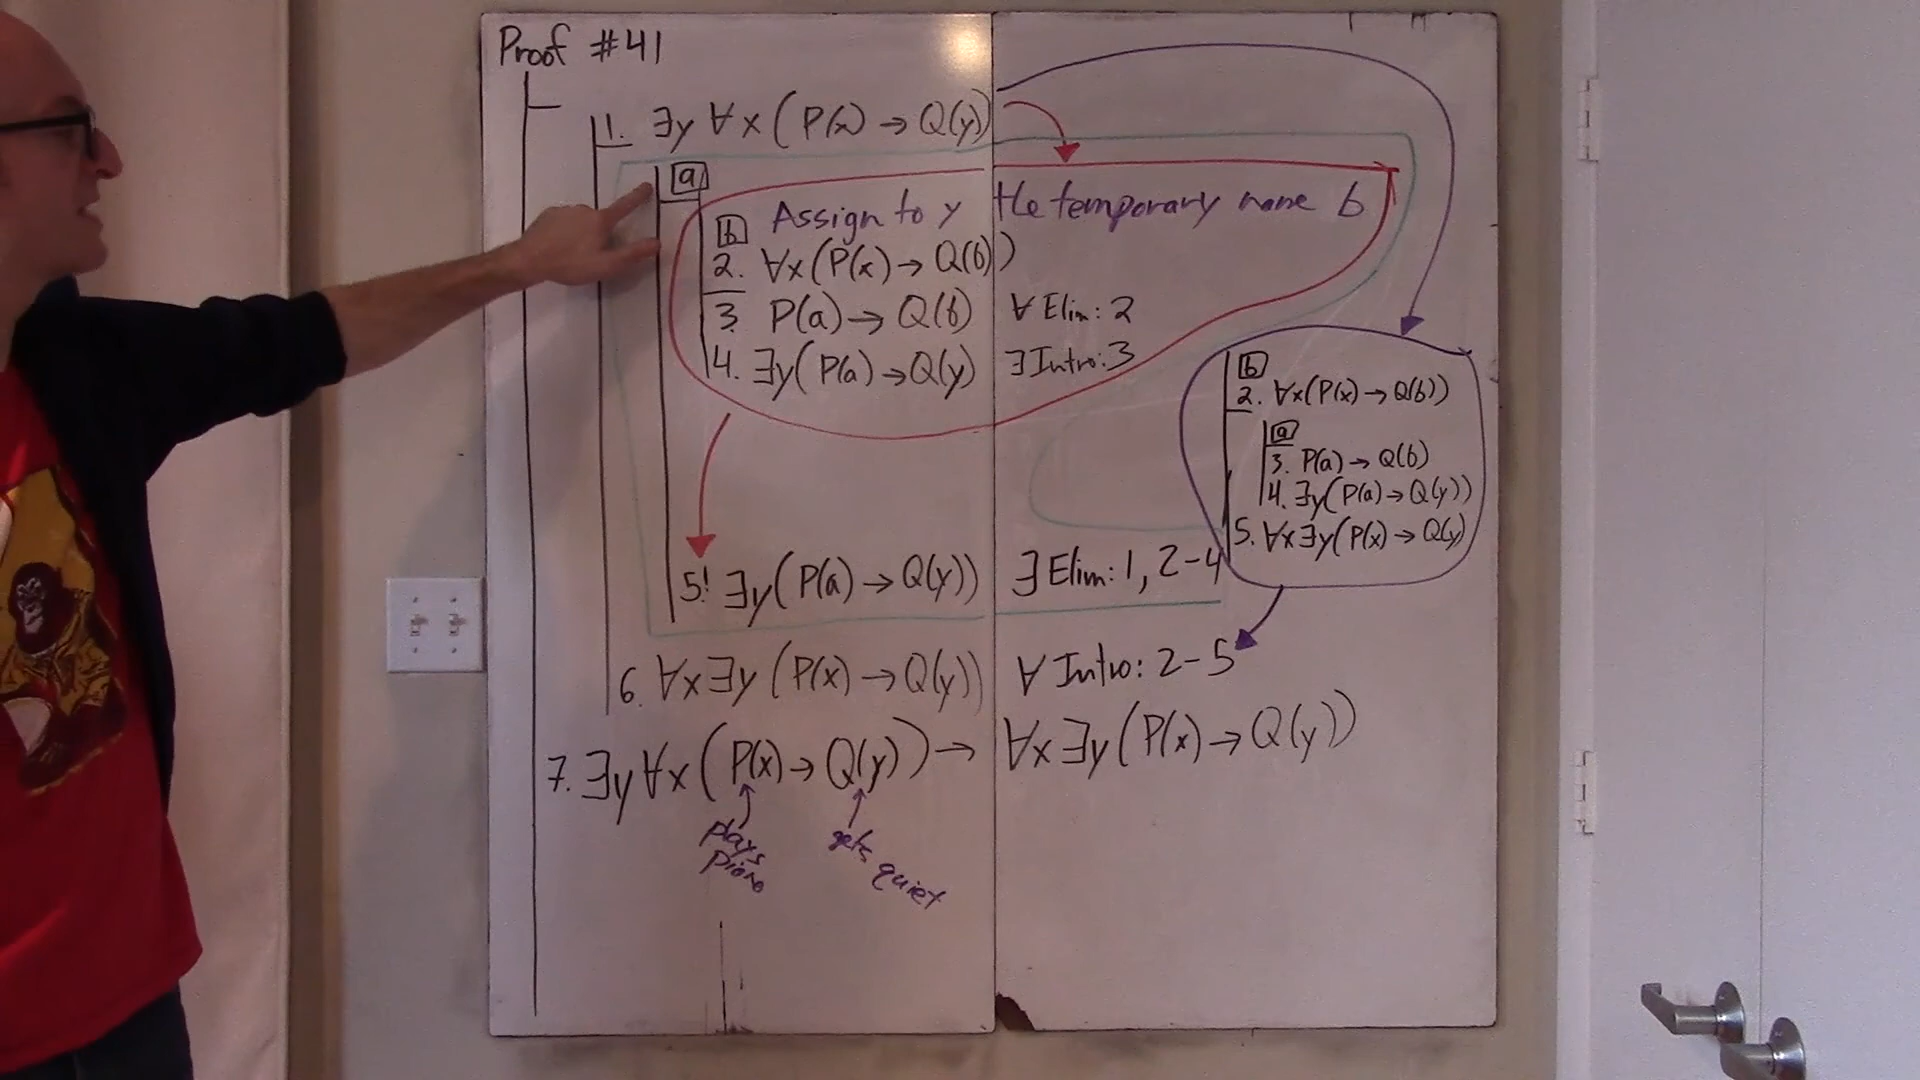 Proof #41
1. ∃y ∀x (P(x) → Q(y))
a
b Assign to y the temporary name b
2. ∀x(P(x) → Q(b))
3. P(a) → Q(b) ∀ Elim: 2
4. ∃y(P(a) → Q(y) ∃ Intro: 3
5! ∃y(P(a) → Q(y)) ∃ Elim: 1, 2-4
6. ∀x∃y(P(x) → Q(y)) ∀ Intro: 2-5
7. ∃y∀x(P(x) → Q(y)) → ∀x∃y(P(x) → Q(y))
plays piano
gets quiet
b
2. ∀x(P(x) → Q(b))
a
3. P(a) → Q(b)
4. ∃y(P(a) → Q(y))
5. ∀x∃y(P(x) → Q(y)